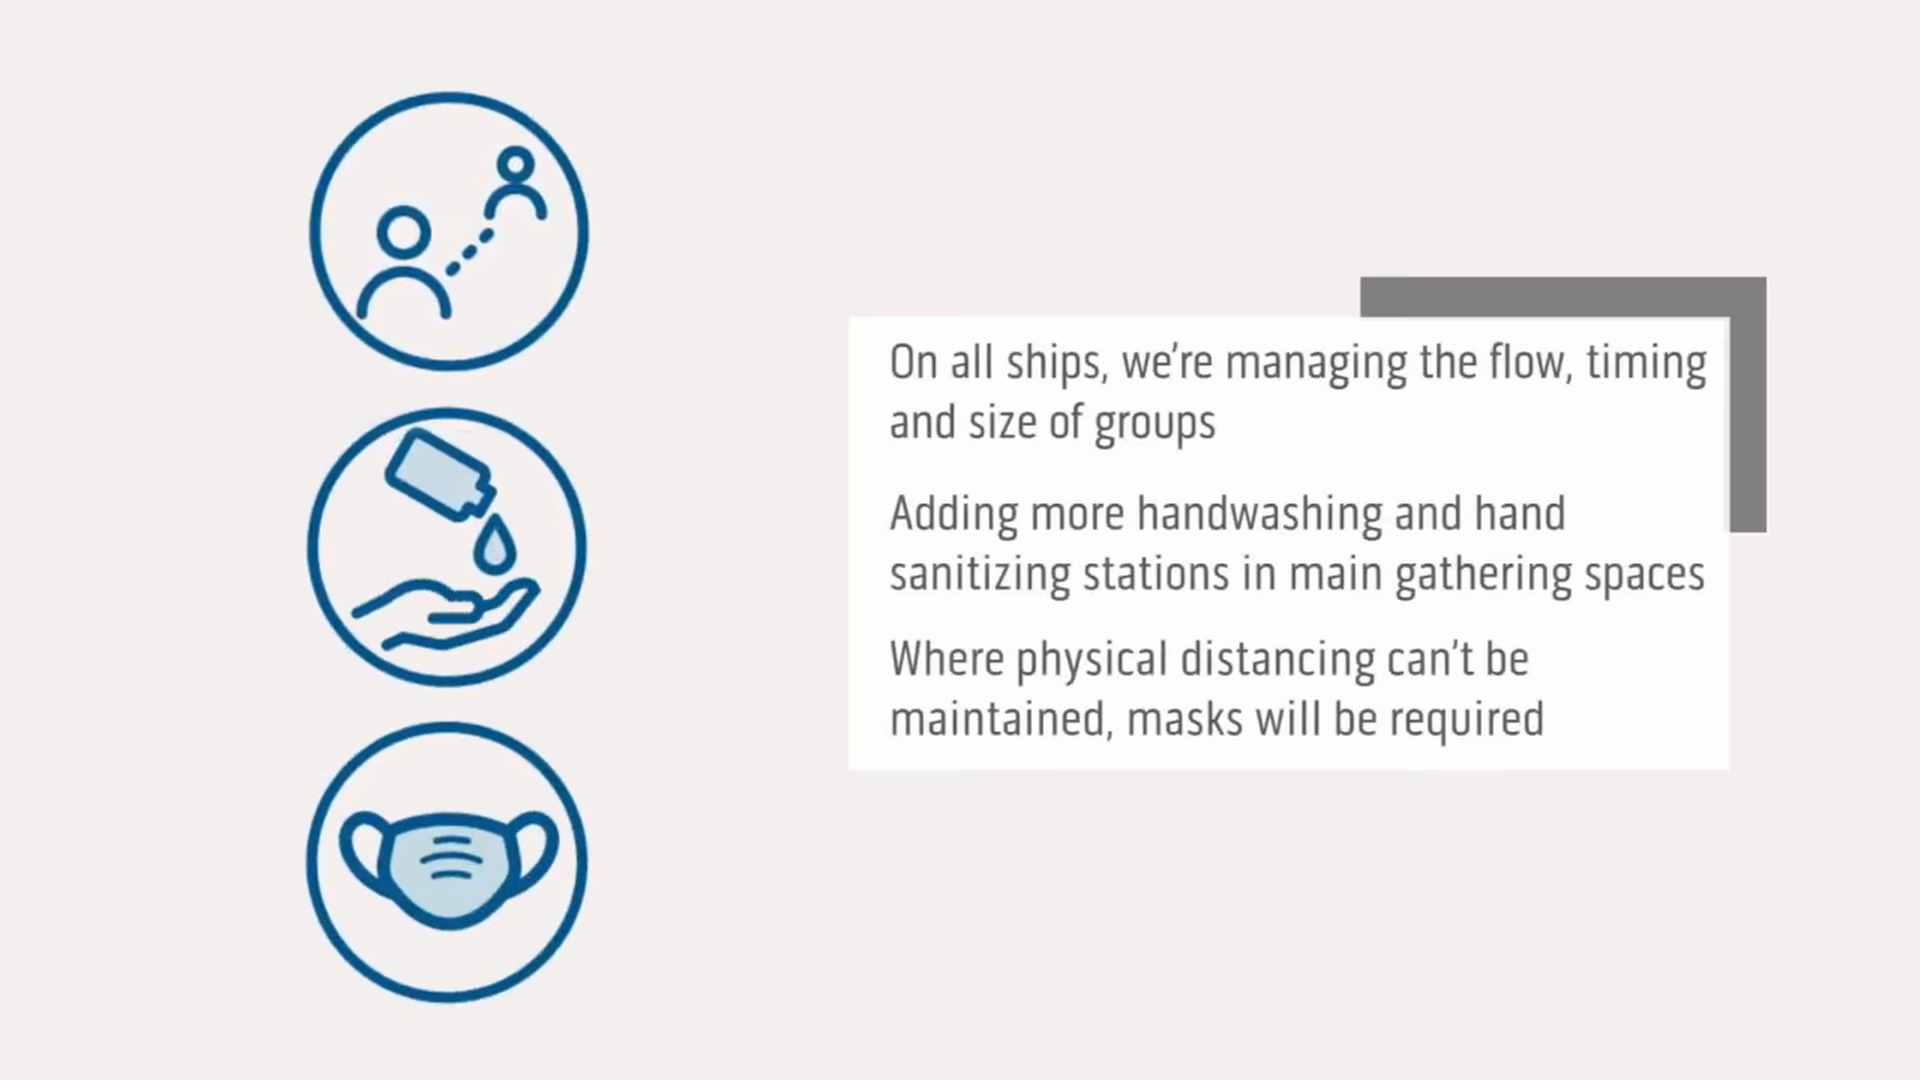 On all ships, we’re managing the flow, timing
and size of groups
Adding more handwashing and hand
sanitizing stations in main gathering spaces
Where physical distancing can’t be
maintained, masks will be required